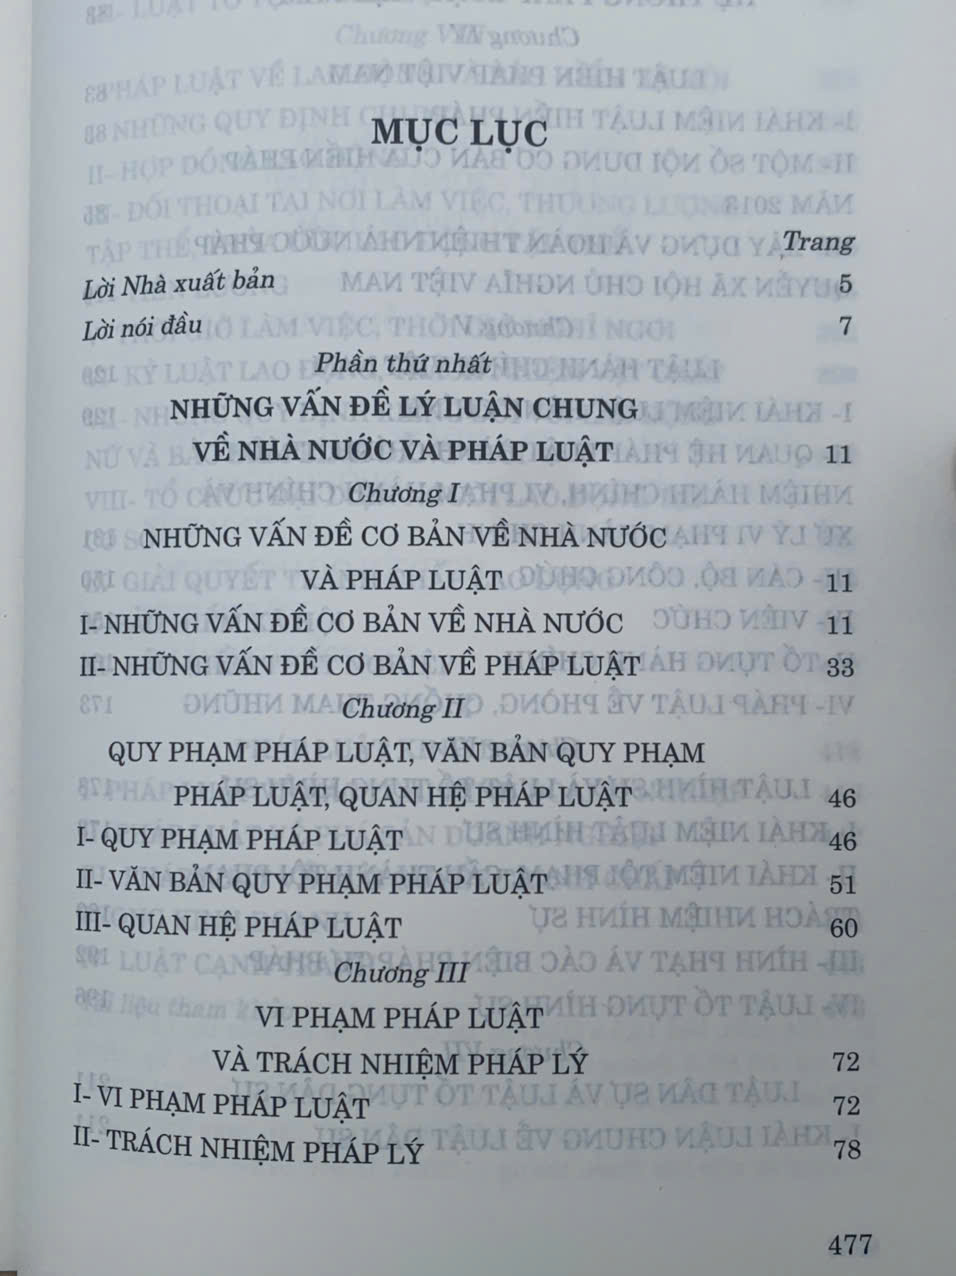 MỤC LỤC
Trang
Lời Nhà xuất bản 5
Lời nói đầu 7
Phần thứ nhất
NHỮNG VẤN ĐỀ LÝ LUẬN CHUNG
VỀ NHÀ NƯỚC VÀ PHÁP LUẬT 11
Chương I
NHỮNG VẤN ĐỀ CƠ BẢN VỀ NHÀ NƯỚC
VÀ PHÁP LUẬT 11
I- NHỮNG VẤN ĐỀ CƠ BẢN VỀ NHÀ NƯỚC 11
II- NHỮNG VẤN ĐỀ CƠ BẢN VỀ PHÁP LUẬT 33
Chương II
QUY PHẠM PHÁP LUẬT, VĂN BẢN QUY PHẠM
PHÁP LUẬT, QUAN HỆ PHÁP LUẬT 46
I- QUY PHẠM PHÁP LUẬT 46
II- VĂN BẢN QUY PHẠM PHÁP LUẬT 51
III- QUAN HỆ PHÁP LUẬT 60
Chương III
VI PHẠM PHÁP LUẬT
VÀ TRÁCH NHIỆM PHÁP LÝ 72
I- VI PHẠM PHÁP LUẬT 72
II- TRÁCH NHIỆM PHÁP LÝ 78
477